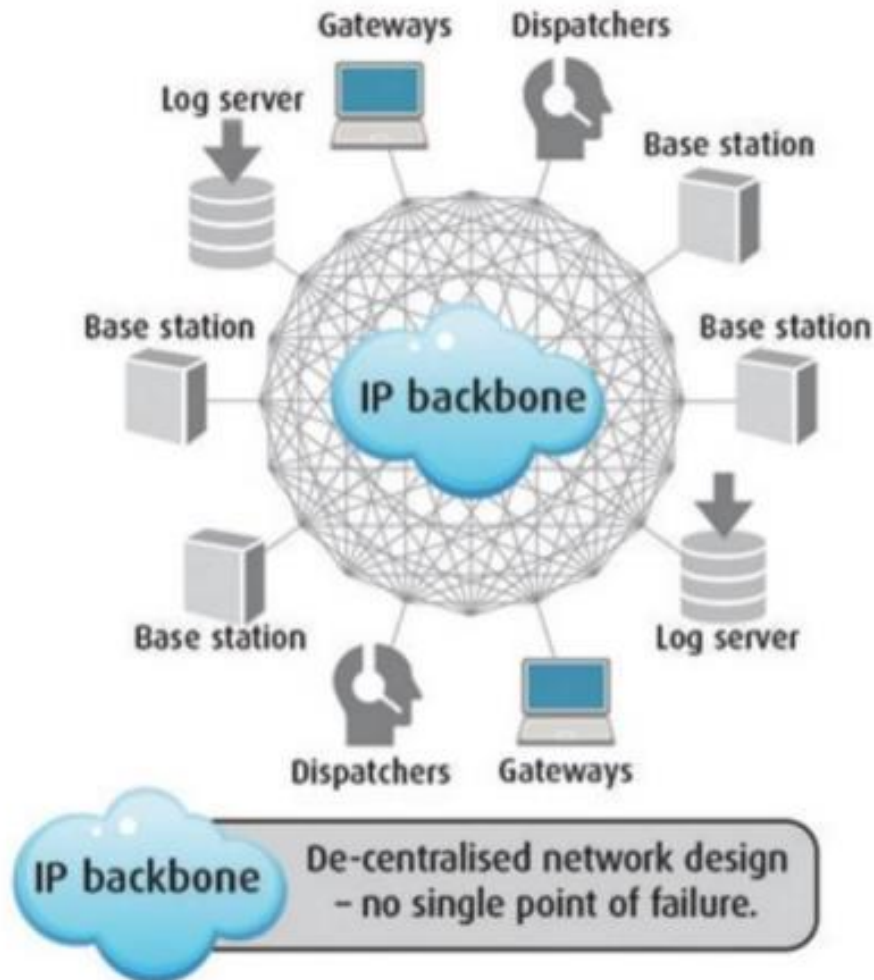 Gateways
Dispatchers
Log server
Base station
Base station
Base station
IP backbone
Base station
Log server
Dispatchers
Gateways
IP backbone
De-centralised network design
– no single point of failure.